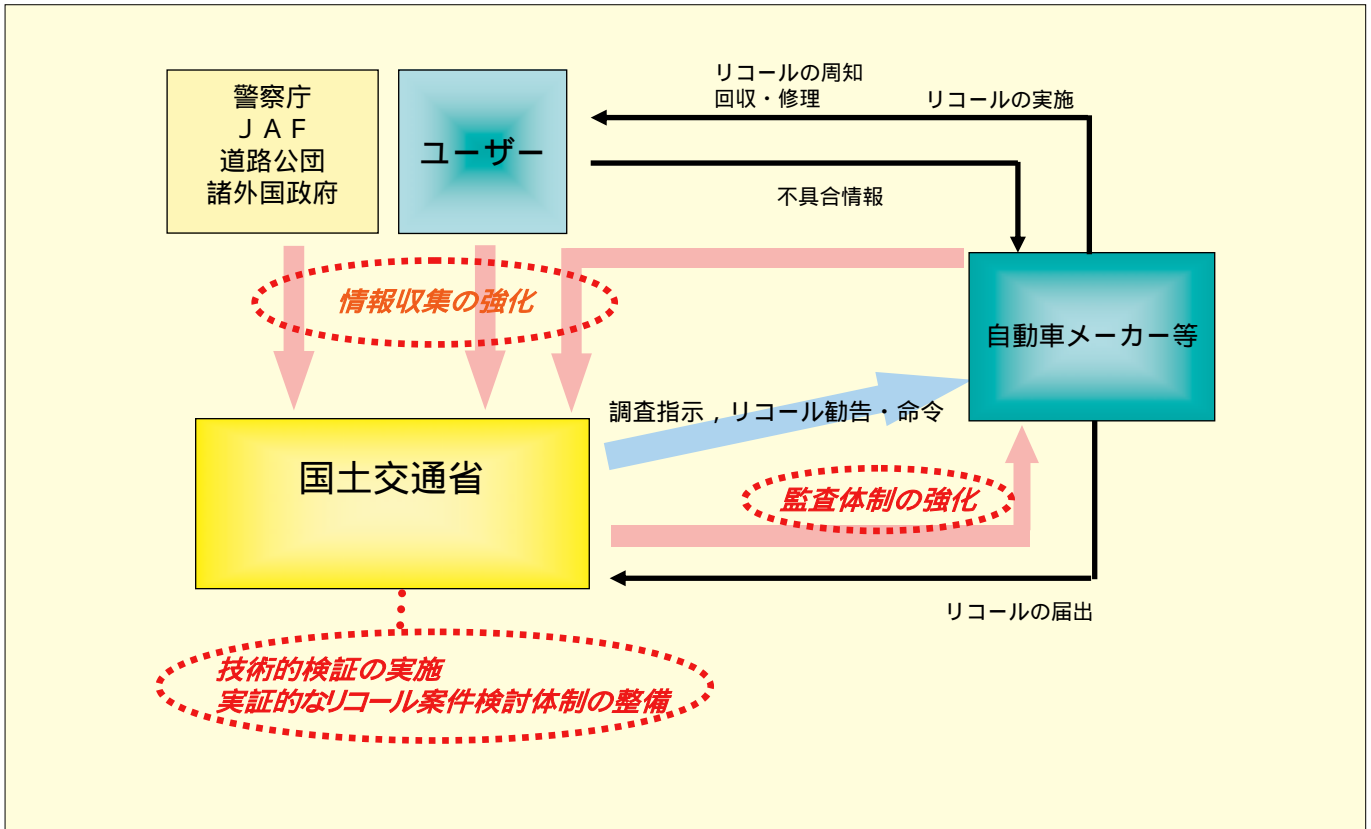 警察庁
ＪＡＦ
道路公団
諸外国政府
ユーザー
リコールの周知
回収・修理
リコールの実施
不具合情報
情報収集の強化
自動車メーカー等
調査指示，リコール勧告・命令
国土交通省
監査体制の強化
リコールの届出
技術的検証の実施
実証的なリコール案件検討体制の整備